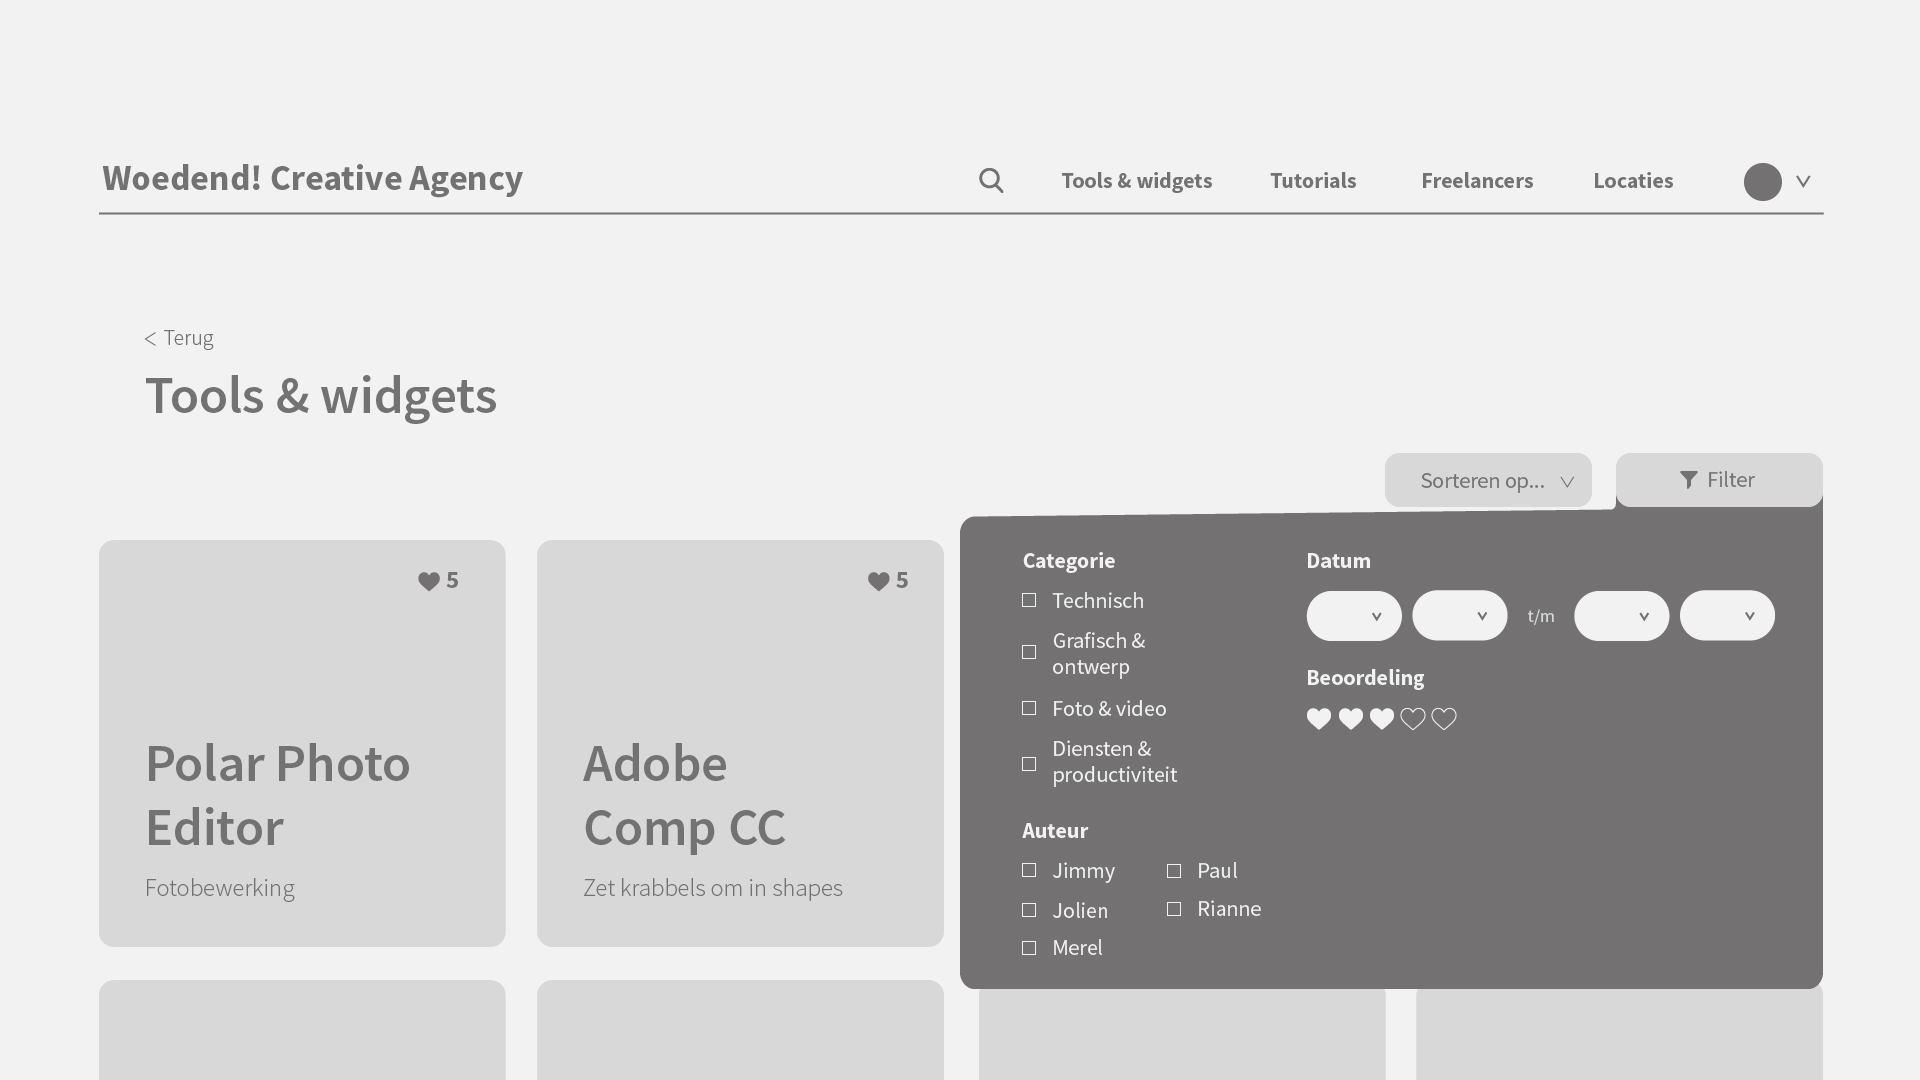 Woedend! Creative Agency
Tools & widgets
Tutorials
Freelancers
Locaties
< Terug
Tools & widgets
Sorteren op...
Filter
5
Polar Photo
Editor
Fotobewerking
5
Adobe
Comp CC
Zet krabbels om in shapes
Categorie
Technisch
Grafisch &
ontwerp
Foto & video
Diensten &
productiviteit
Auteur
Jimmy
Jolien
Merel
Paul
Rianne
Datum
t/m
Beoordeling